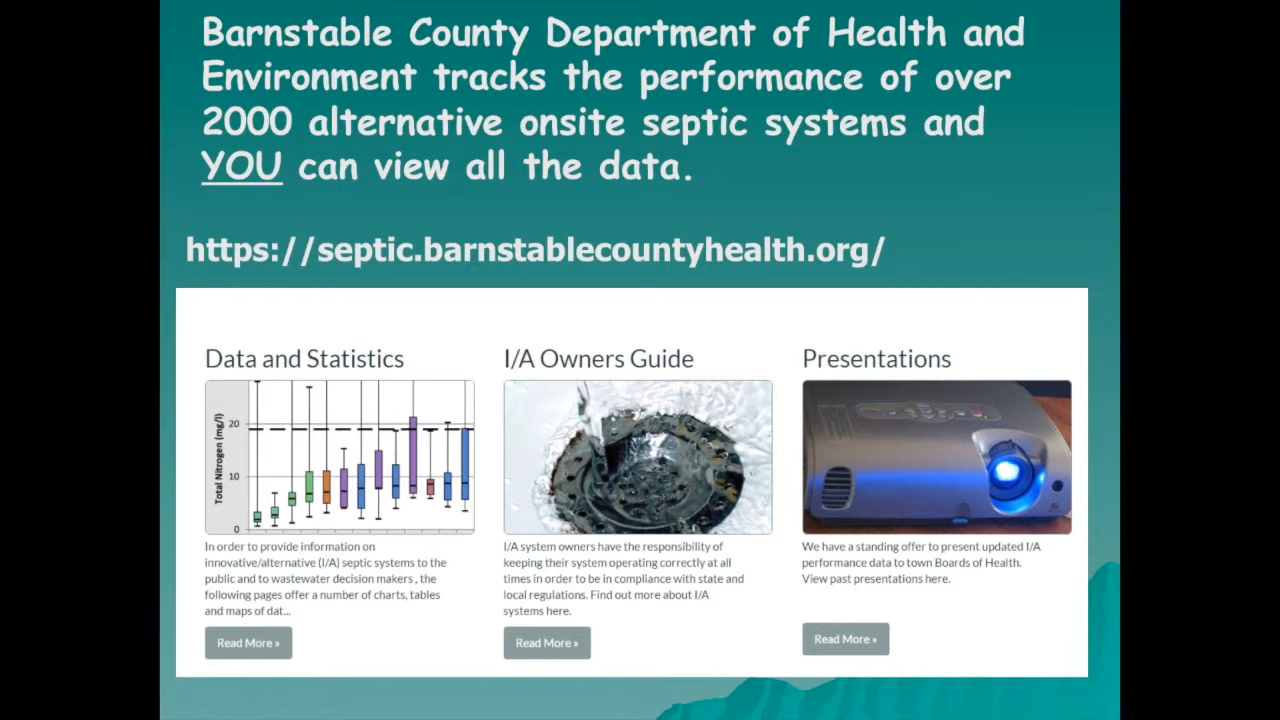 Barnstable County Department of Health and
Environment tracks the performance of over
2000 alternative onsite septic systems and
YOU can view all the data.
https://septic.barnstablecountyhealth.org/
Data and Statistics
Total Nitrogen (mg/l)
20
10
0
In order to provide information on
innovative/alternative (I/A) septic systems to the
public and to wastewater decision makers , the
following pages offer a number of charts, tables
and maps of dat...
Read More »
I/A Owners Guide
I/A system owners have the responsibility of
keeping their system operating correctly at all
times in order to be in compliance with state and
local regulations. Find out more about I/A
systems here.
Read More »
Presentations
We have a standing offer to present updated I/A
performance data to town Boards of Health.
View past presentations here.
Read More »